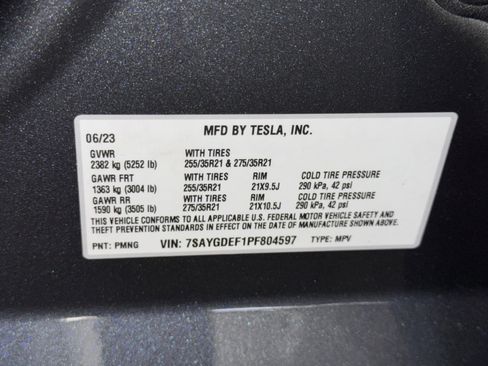 06/23 MFD BY TESLA, INC.
GVWR WITH TIRES
2382 kg (5252 lb) 255/35R21 & 275/35R21
GAWR FRT WITH TIRES RIM COLD TIRE PRESSURE
1363 kg (3004 lb) 255/35R21 21X9.5J 290 kPa, 42 psi
GAWR RR WITH TIRES RIM COLD TIRE PRESSURE
1590 kg (3505 lb) 275/35R21 21X10.5J 290 kPa, 42 psi
THIS VEHICLE CONFORMS TO ALL APPLICABLE U.S. FEDERAL MOTOR VEHICLE SAFETY AND
THEFT PREVENTION STANDARDS IN EFFECT ON THE DATE OF MANUFACTURE SHOWN ABOVE.
PNT: PMNG VIN: 7SAYGDEF1PF804597 TYPE: MPV